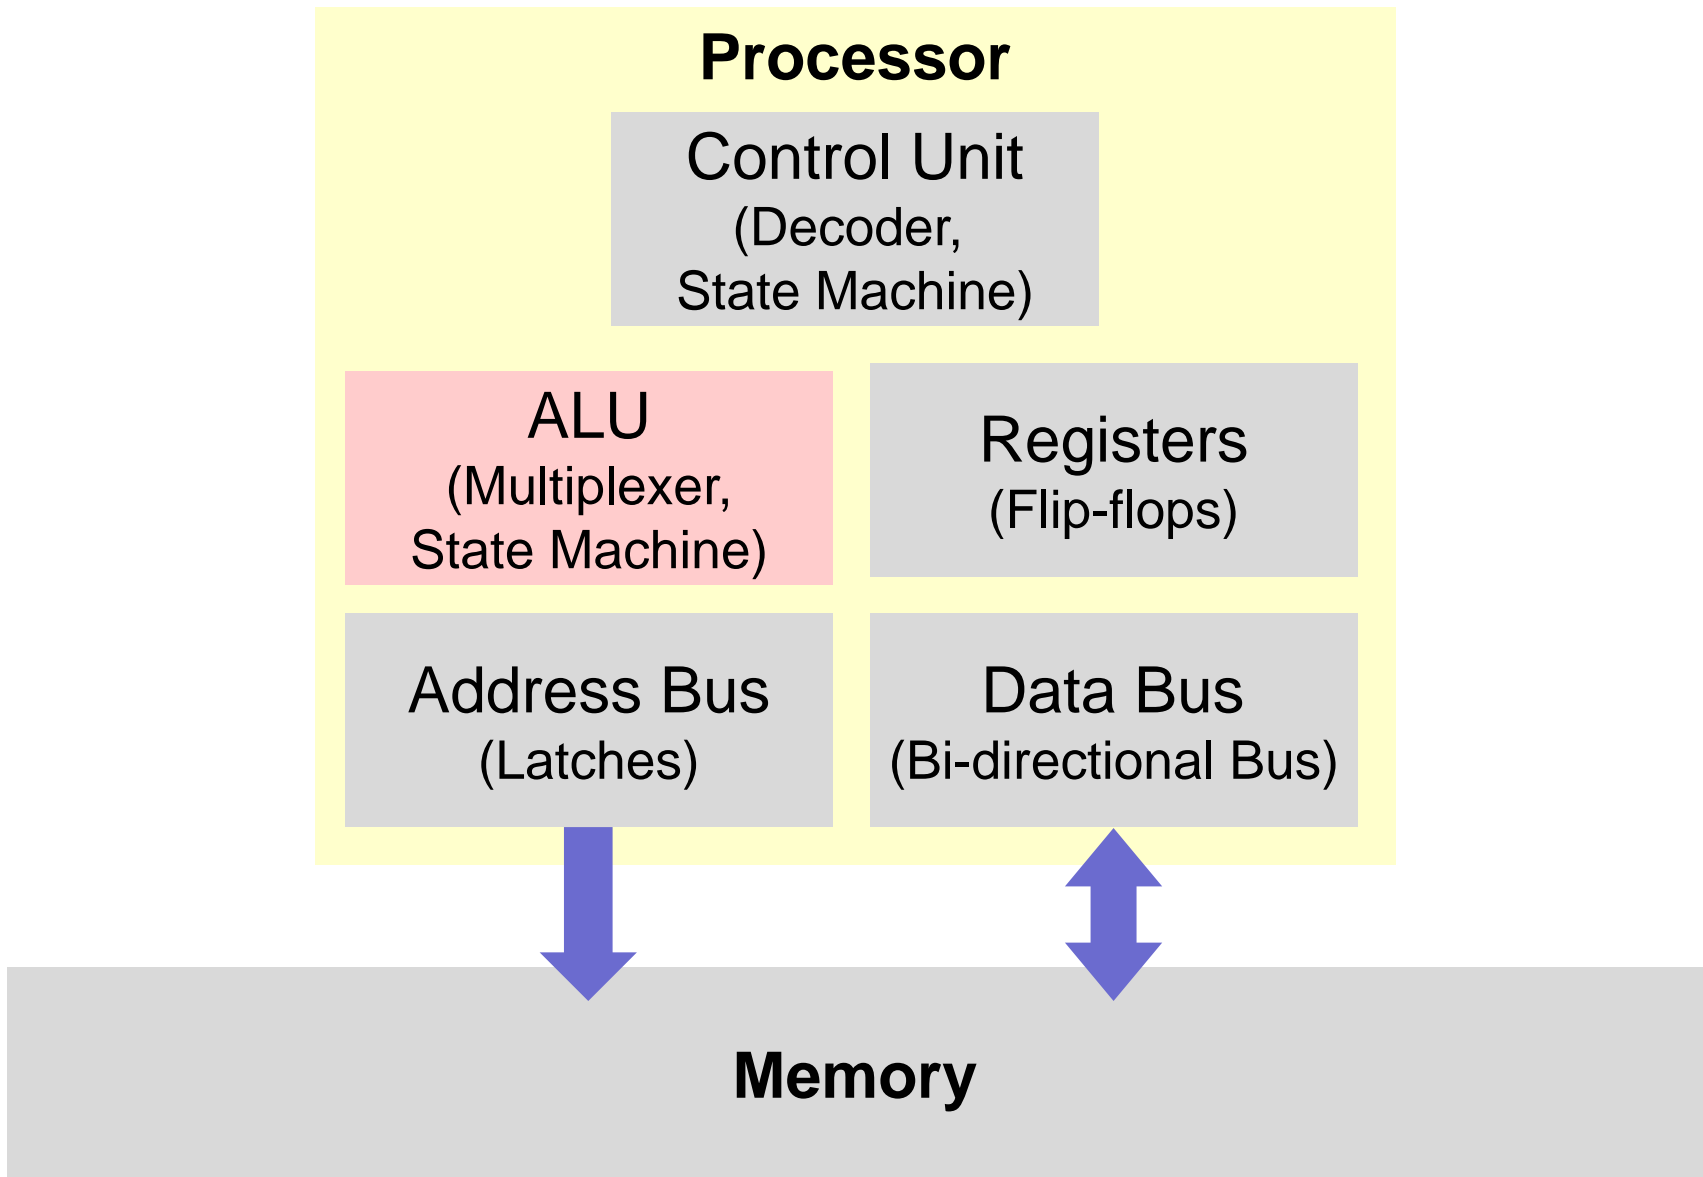 Processor
Control Unit
(Decoder,
State Machine)
ALU
(Multiplexer,
State Machine)
Registers
(Flip-flops)
Address Bus
(Latches)
Data Bus
(Bi-directional Bus)
Memory